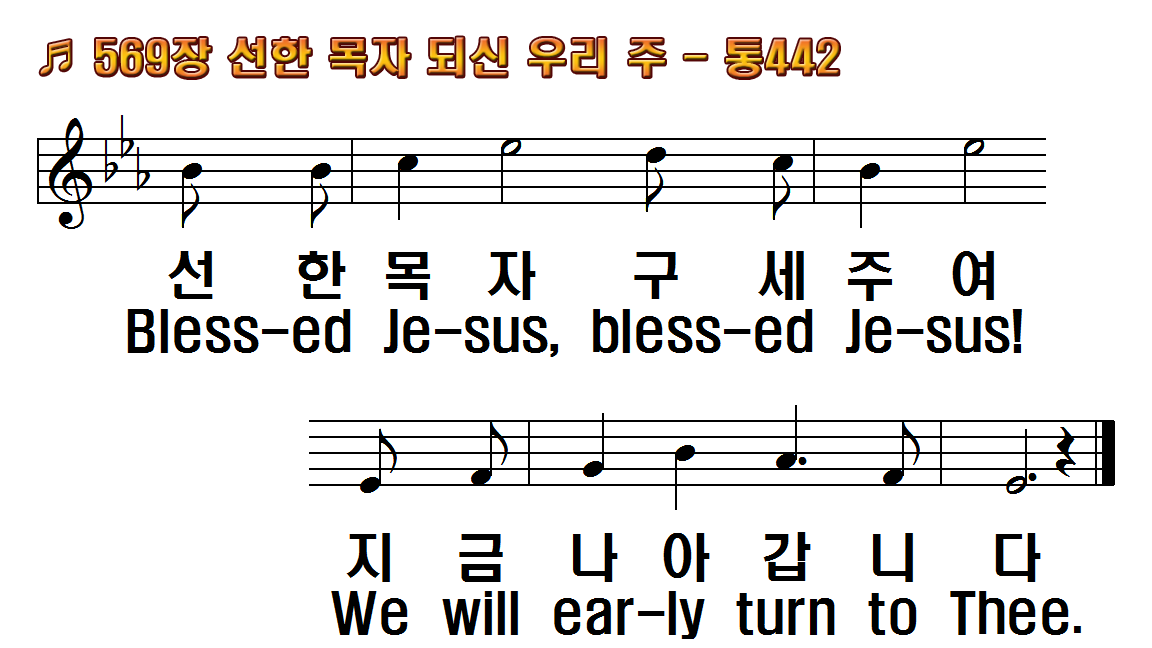 ♬ 569장 선한 목자 되신 우리 주 - 통442
선 한 목 자 구 세 주 여
Bless-ed Je-sus, bless-ed Je-sus!
지 금 나 아 갑 니 다
We will ear-ly turn to Thee.